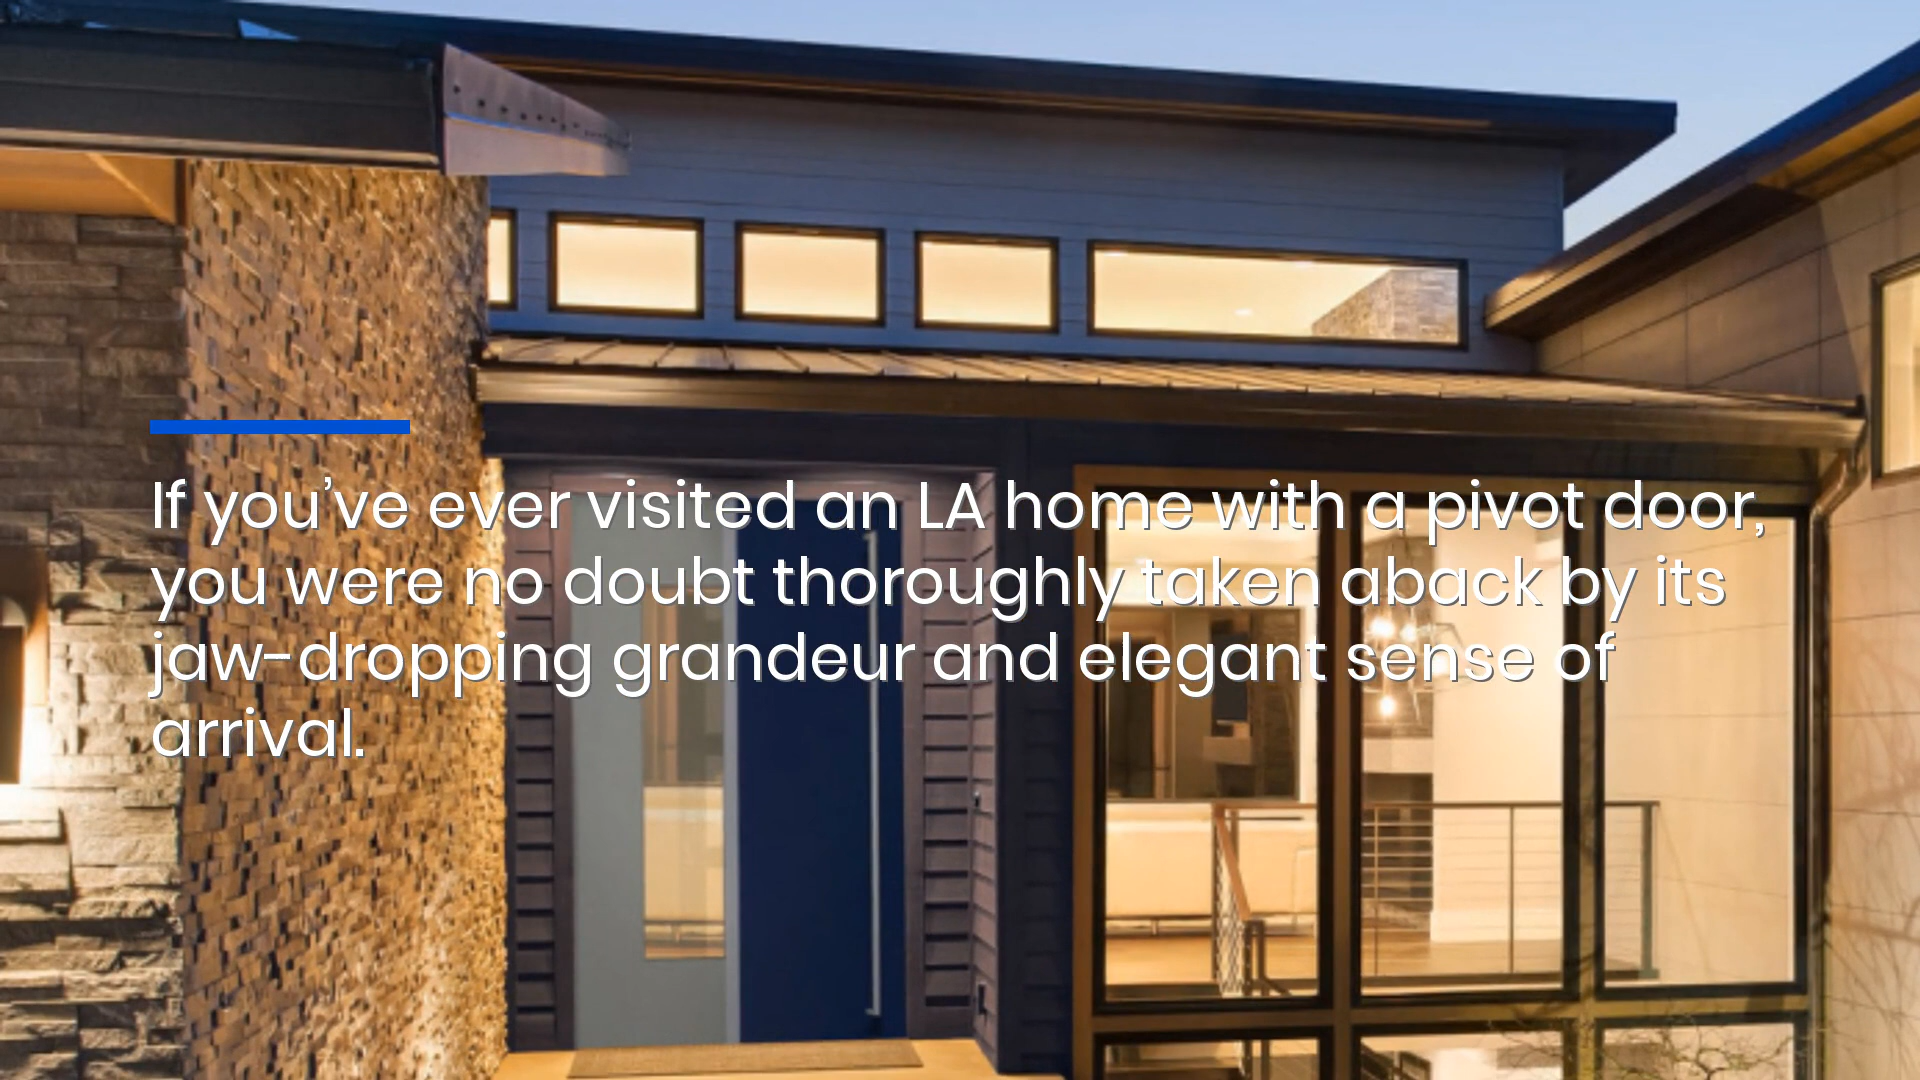 If you’ve ever visited an LA home with a pivot door,
you were no doubt thoroughly taken aback by its
jaw-dropping grandeur and elegant sense of
arrival.